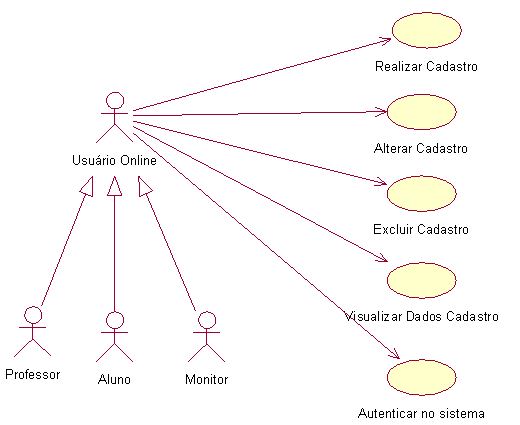 Realizar Cadastro
Alterar Cadastro
Usuário Online
Excluir Cadastro
Visualizar Dados Cadastro
Professor
Aluno
Monitor
Autenticar no sistema